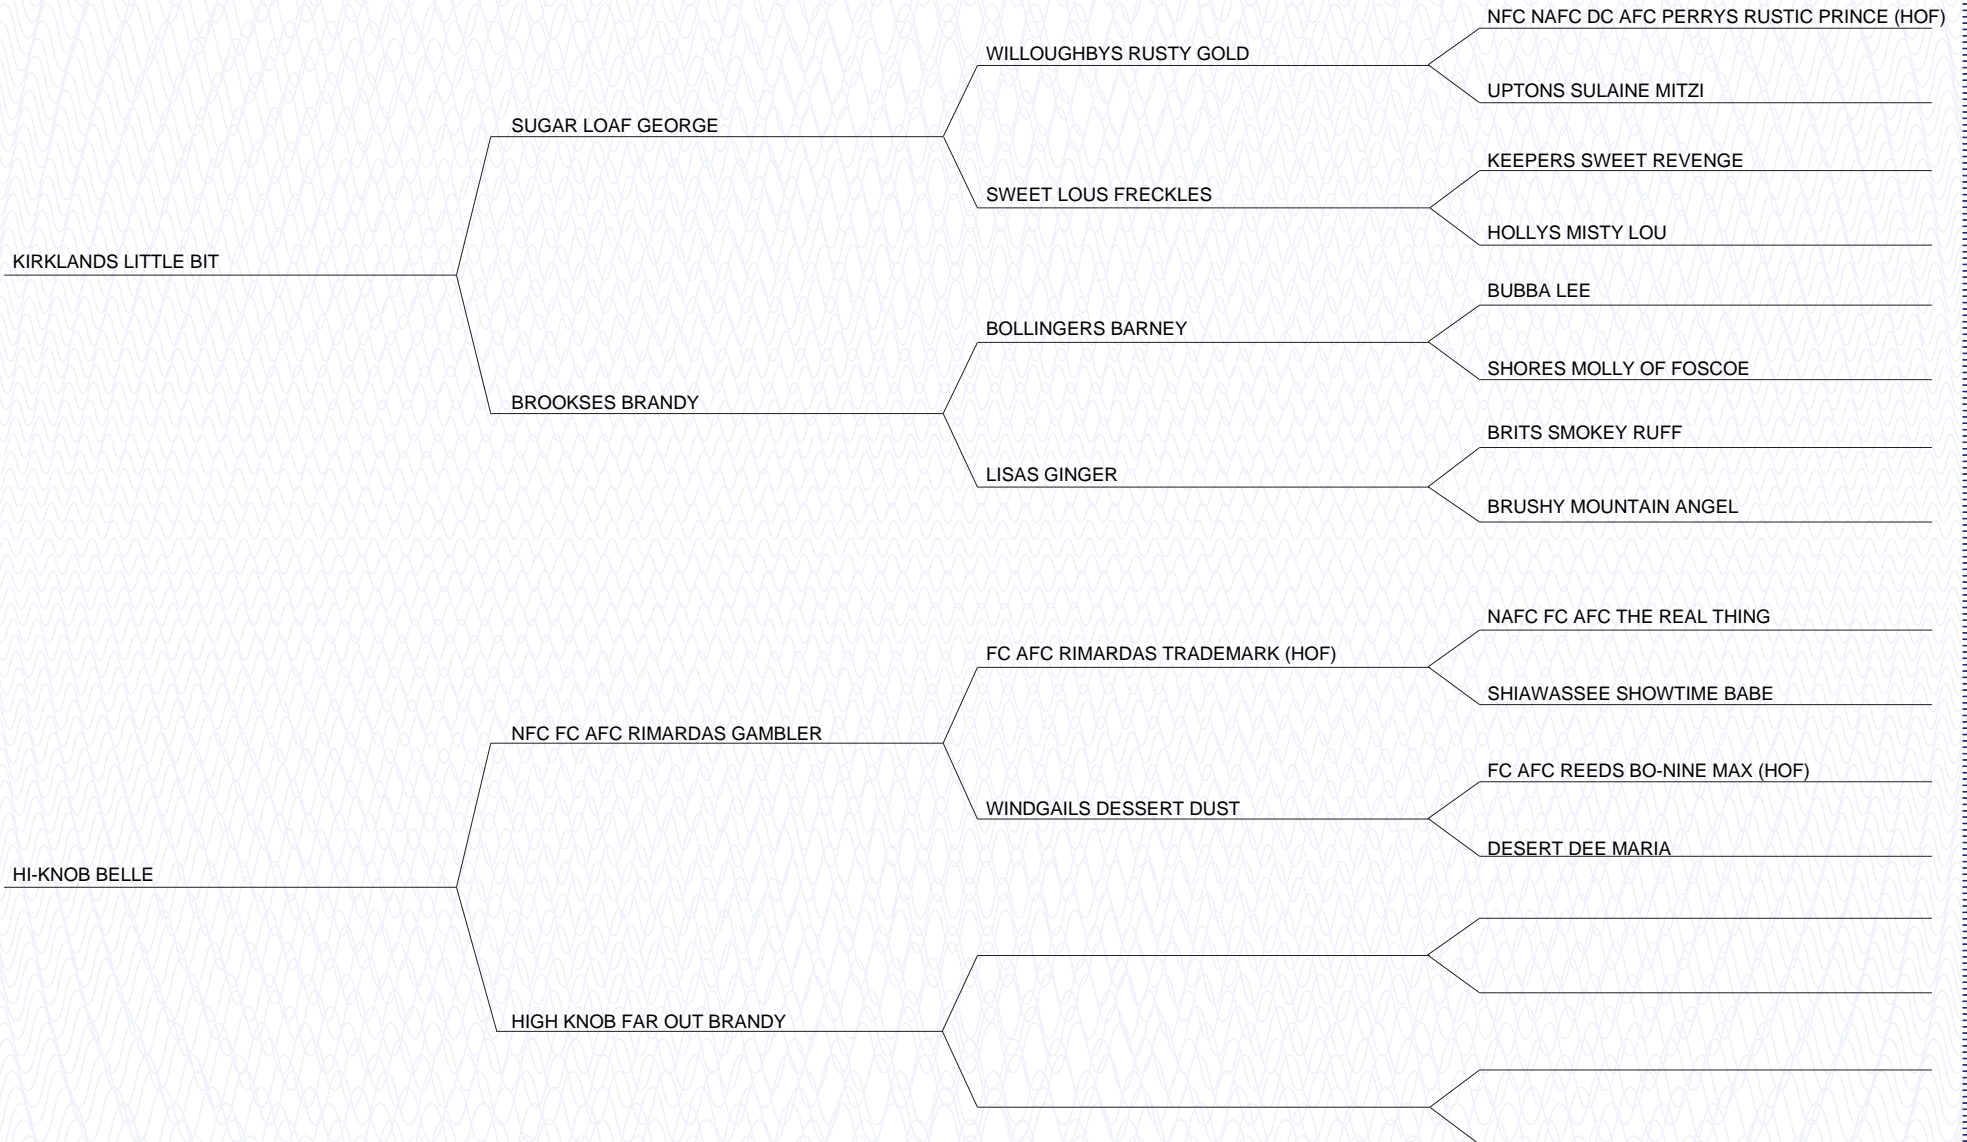 NFC NAFC DC AFC PERRYS RUSTIC PRINCE (HOF)
WILLOUGHBYS RUSTY GOLD
UPTONS SULAINE MITZI
SUGAR LOAF GEORGE
KEEPERS SWEET REVENGE
SWEET LOUS FRECKLES
HOLLYS MISTY LOU
KIRKLANDS LITTLE BIT
BUBBA LEE
BOLLINGERS BARNEY
SHORES MOLLY OF FOSCOE
BROOKSES BRANDY
BRITS SMOKEY RUFF
LISAS GINGER
BRUSHY MOUNTAIN ANGEL
NAFC FC AFC THE REAL THING
FC AFC RIMARDAS TRADEMARK (HOF)
SHIAWASSEE SHOWTIME BABE
NFC FC AFC RIMARDAS GAMBLER
FC AFC REEDS BO-NINE MAX (HOF)
WINDGAILS DESSERT DUST
DESERT DEE MARIA
HI-KNOB BELLE
HIGH KNOB FAR OUT BRANDY